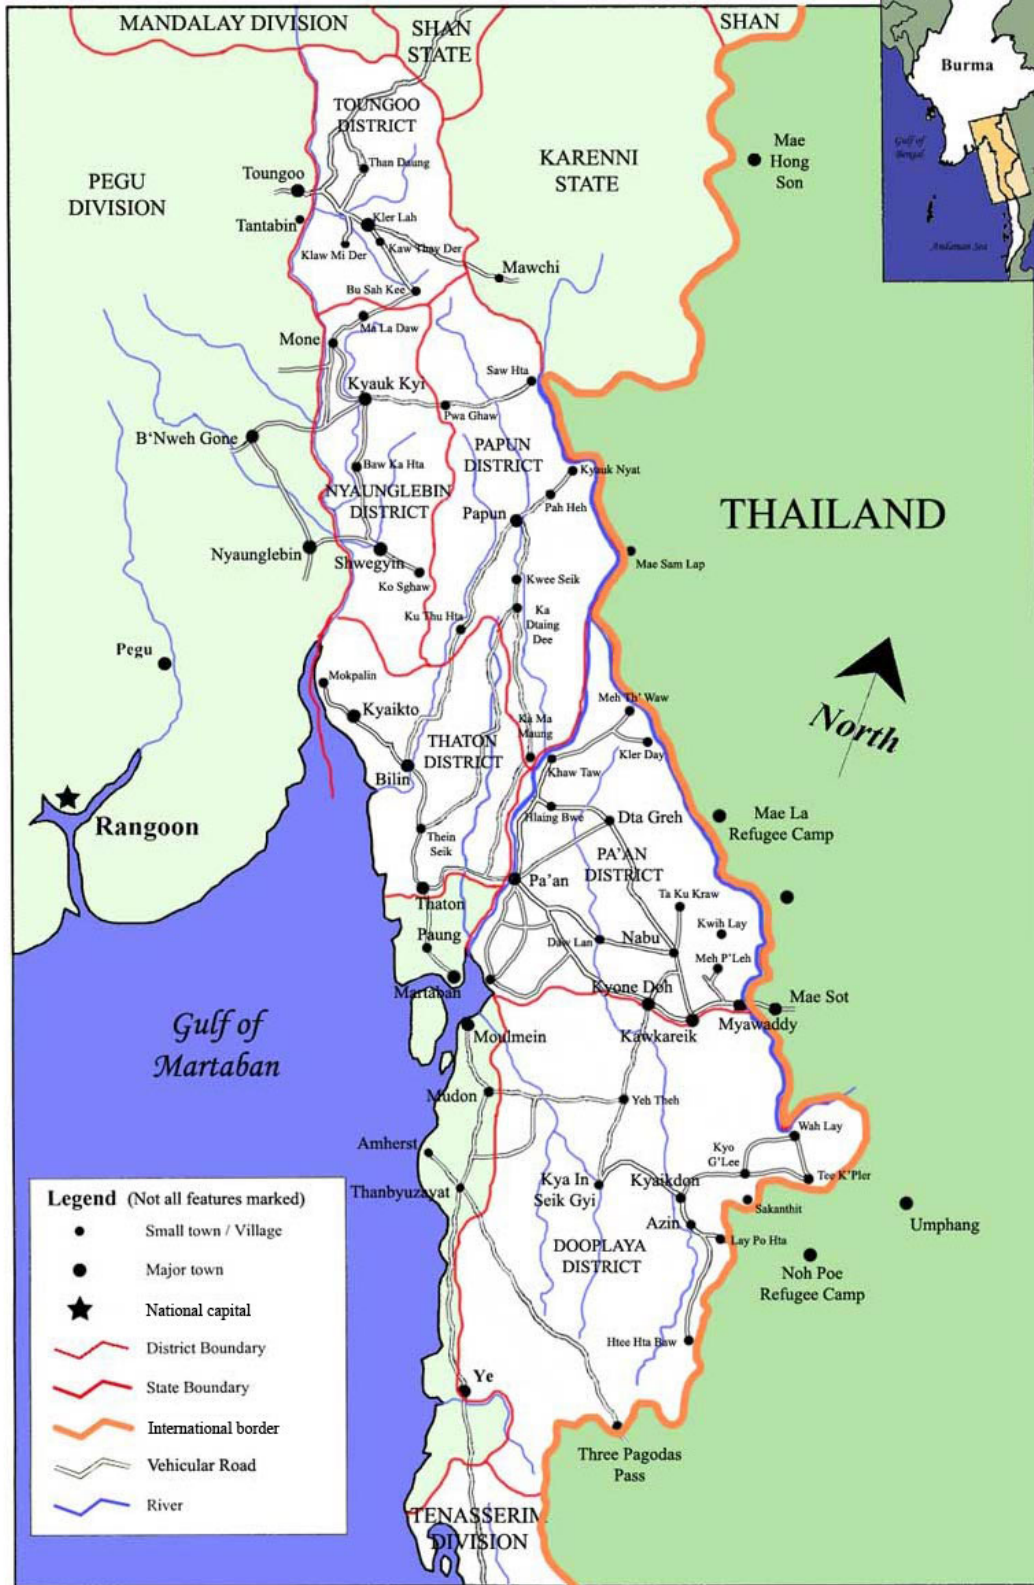 MANDALAY DIVISION
SHAN
STATE
SHAN
Burma
Gulf of
Bengal
Andaman Sea
TOUNGOO
DISTRICT
Mae
Hong
Son
KARENNI
STATE
Than Daung
Toungoo
PEGU
DIVISION
Tantabin
Kler Lah
Klaw Mi Der
Kaw Thay Der
Mawchi
Bu Sah Kee
Ma La Daw
Mone
Saw Hta
Kyauk Kyi
Pwa Ghaw
B'Nweh Gone
PAPUN
DISTRICT
Baw Ka Hta
Kyauk Nyat
NYAUNGLEBIN
DISTRICT
Pah Heh
Papun
THAILAND
Nyaunglebin
Shwegyin
Mae Sam Lap
Ko Sghaw
Kwee Seik
Ku Thu Hta
Ka
Dtaing
Dee
Pegu
Mokpalin
Meh Th' Waw
Kyaikto
Ka Ma
Maung
North
THATON
DISTRICT
Kler Day
Bilin
Khaw Taw
Rangoon
Hlaing Bwe
Dta Greh
Mae La
Refugee Camp
Thein
Seik
PA'AN
DISTRICT
Pa'an
Ta Ku Kraw
Thaton
Kwih Lay
Paung
Daw Lan
Nabu
Meh P'Leh
Martaban
Kyone Doh
Mae Sot
Myawaddy
Gulf of
Martaban
Moulmein
Kawkareik
Mudon
Yeh Theh
Wah Lay
Amherst
Kyo
G'Lee
Thanbyuzayat
Kya In
Seik Gyi
Kyaikdon
Tee K'Pler
Sakanthit
Umphang
Azin
Lay Po Hta
DOOPLAYA
DISTRICT
Noh Poe
Refugee Camp
Htee Hta Baw
Ye
Three Pagodas
Pass
TENASSERIM
DIVISION
Legend (Not all features marked)
Small town / Village
Major town
National capital
District Boundary
State Boundary
International border
Vehicular Road
River